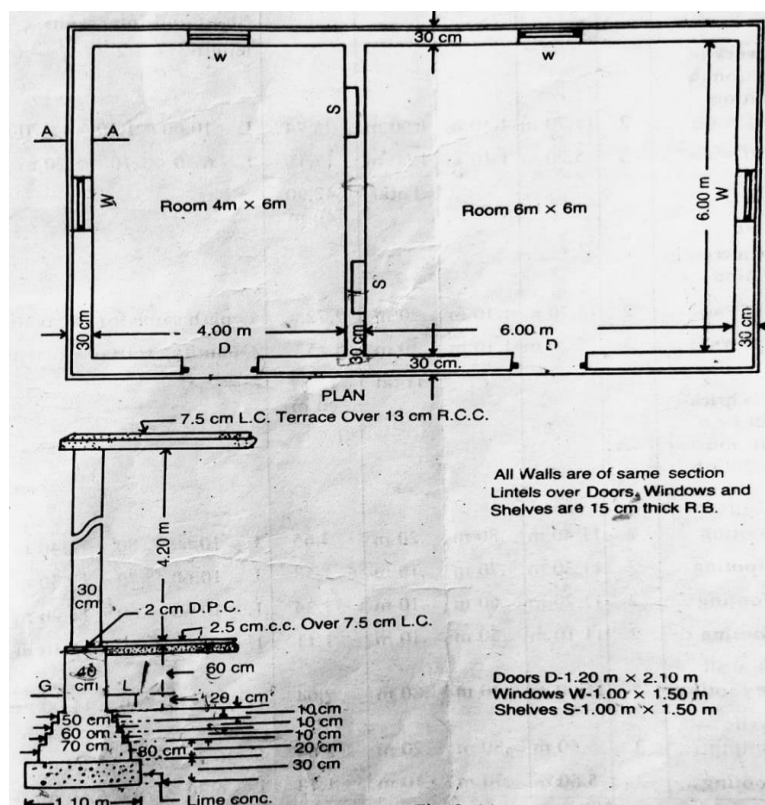 30 cm
W
W
A A
S
6.00 m
W
W
Room 4m × 6m
Room 6m × 6m
S
30 cm
4.00 m
6.00 m
30 cm
D
D
30 cm.
PLAN
7.5 cm L.C. Terrace Over 13 cm R.C.C.
All Walls are of same section
Lintels over Doors, Windows and
Shelves are 15 cm thick R.B.
4.20 m
30
cm
2 cm D.P.C.
2.5 cm.c.c. Over 7.5 L.C.
40
cm
60 cm
G L
20 cm
10 cm
50 cm
10 cm
60 cm
10 cm
70 cm
20 cm
80 cm
30 cm
1.10 m
Lime conc.
Doors D-1.20 m × 2.10 m
Windows W-1.00 × 1.50 m
Shelves S-1.00 m × 1.50 m